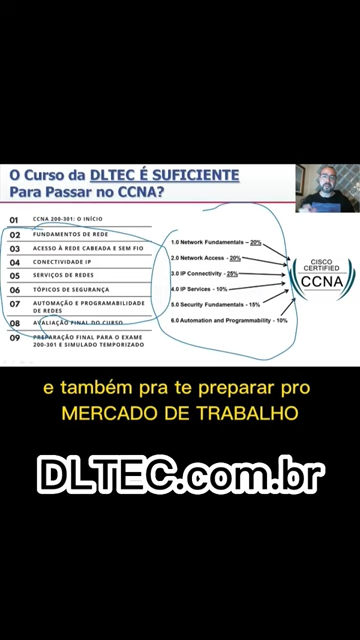 O Curso da DLTEC É SUFICIENTE
Para Passar no CCNA?
01 CCNA 200-301: O INÍCIO
02 FUNDAMENTOS DE REDE
03 ACESSO À REDE CABEADA E SEM FIO
04 CONECTIVIDADE IP
05 SERVIÇOS DE REDES
06 TÓPICOS DE SEGURANÇA
07 AUTOMAÇÃO E PROGRAMABILIDADE
DE REDES
08 AVALIAÇÃO FINAL DO CURSO
09 PREPARAÇÃO FINAL PARA O EXAME
200-301 E SIMULADO TEMPORIZADO
1.0 Network Fundamentals – 20%
2.0 Network Access - 20%
3.0 IP Connectivity - 25%
4.0 IP Services - 10%
5.0 Security Fundamentals - 15%
6.0 Automation and Programmability - 10%
CISCO
CERTIFIED
CCNA
e também pra te preparar pro
MERCADO DE TRABALHO
DLTEC.com.br